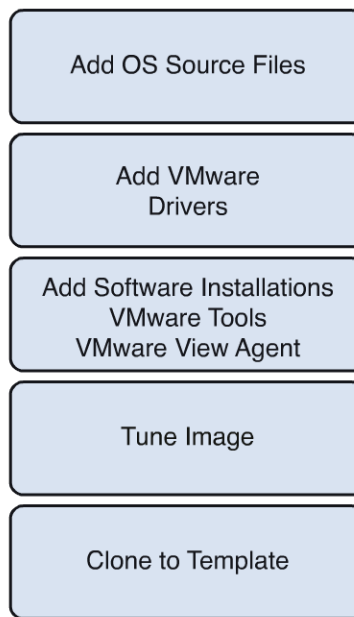 Add OS Source Files
Add VMware
Drivers
Add Software Installations
VMware Tools
VMware View Agent
Tune Image
Clone to Template